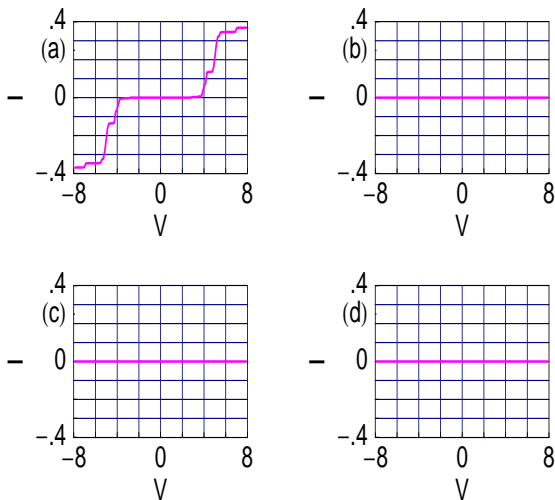 .4 .4
(a) (b)
I 0 I 0
-.4 -.4
-8 0 8 -8 0 8
V V
.4 .4
(c) (d)
I 0 I 0
-.4 -.4
-8 0 8 -8 0 8
V V